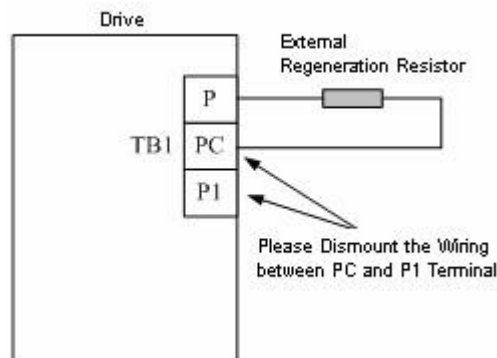 Drive
External
Regeneration Resistor
P
TB1 PC
P1
Please Dismount the Wiring
between PC and P1 Terminal